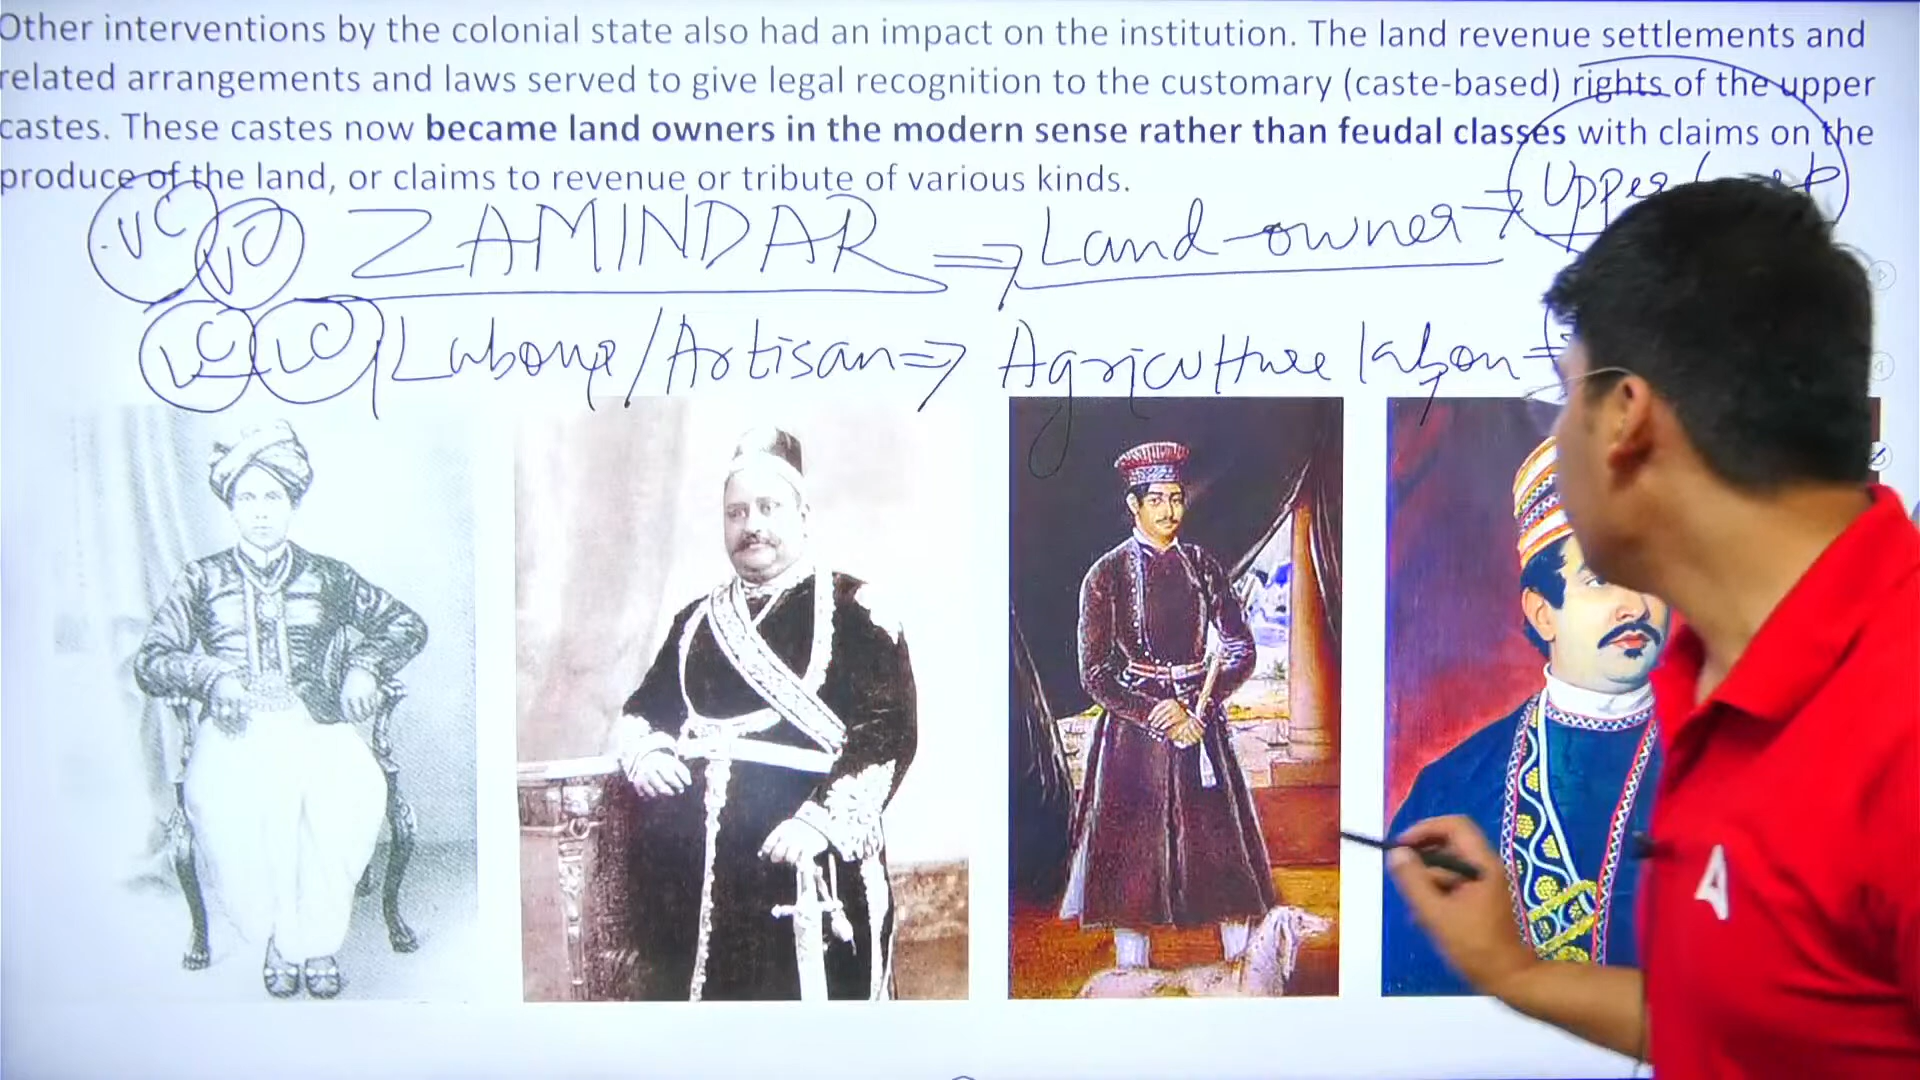 Other interventions by the colonial state also had an impact on the institution. The land revenue settlements and
related arrangements and laws served to give legal recognition to the customary (caste-based) rights of the upper
castes. These castes now became land owners in the modern sense rather than feudal classes with claims on the
produce of the land, or claims to revenue or tribute of various kinds.
UC UC ZAMINDAR ⇒ Land-owner → Upper
LC LC Labour/Artisan ⇒ Agriculture labour